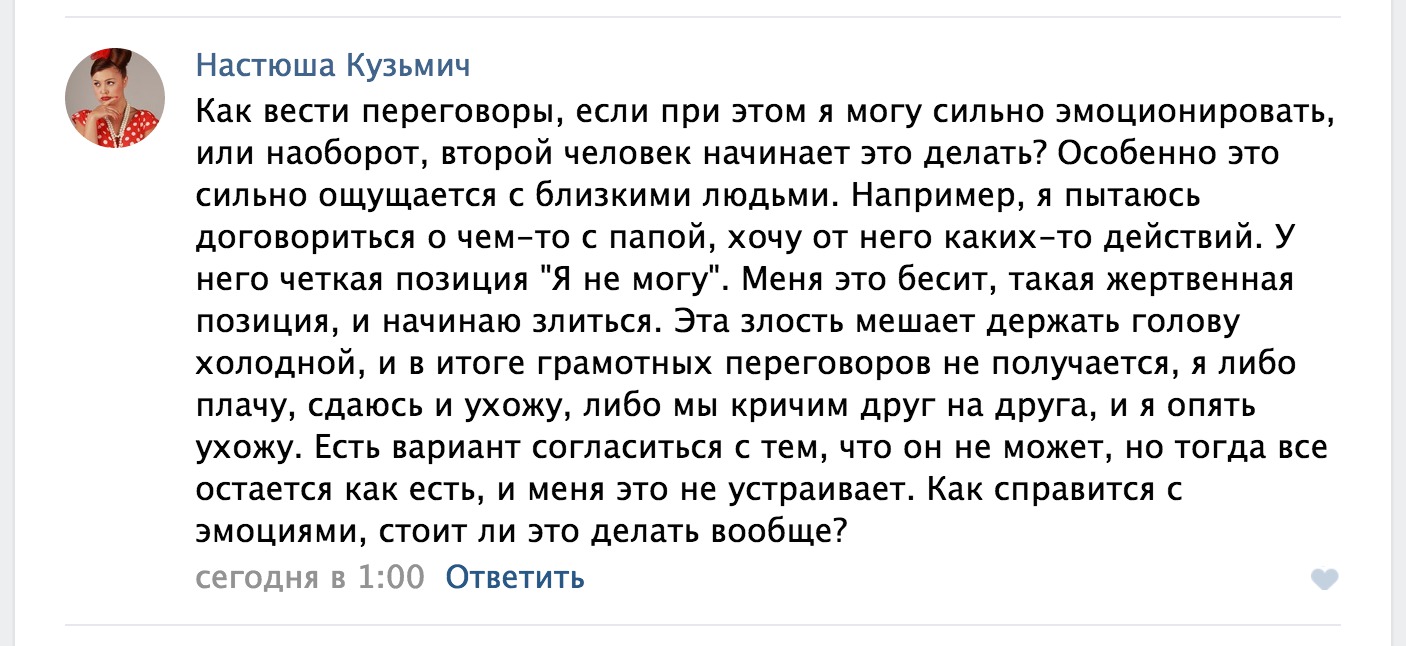 Настюша Кузьмич
Как вести переговоры, если при этом я могу сильно эмоционировать,
или наоборот, второй человек начинает это делать? Особенно это
сильно ощущается с близкими людьми. Например, я пытаюсь
договориться о чем-то с папой, хочу от него каких-то действий. У
него четкая позиция "Я не могу". Меня это бесит, такая жертвенная
позиция, и начинаю злиться. Эта злость мешает держать голову
холодной, и в итоге грамотных переговоров не получается, я либо
плачу, сдаюсь и ухожу, либо мы кричим друг на друга, и я опять
ухожу. Есть вариант согласиться с тем, что он не может, но тогда все
остается как есть, и меня это не устраивает. Как справится с
эмоциями, стоит ли это делать вообще?
сегодня в 1:00 Ответить